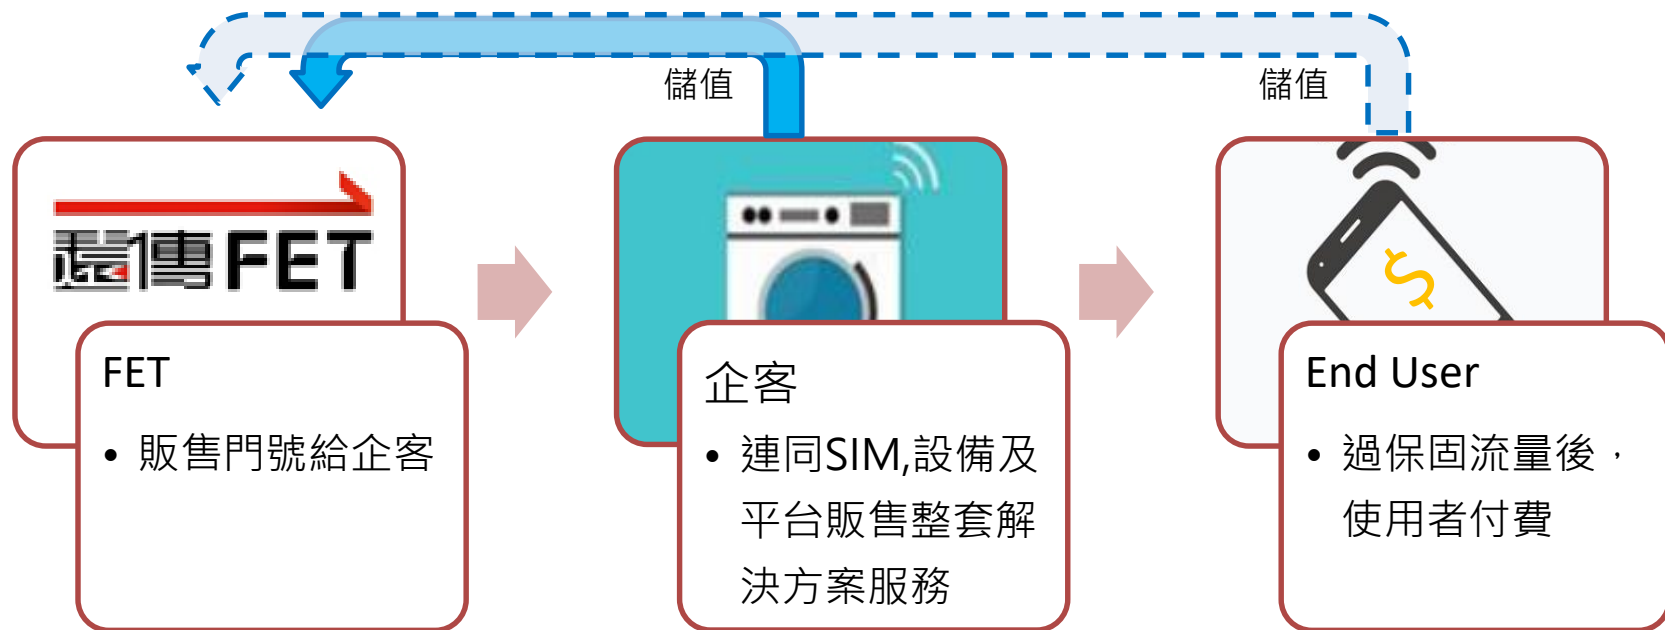 儲值
儲值
遠傳FET
FET
• 販售門號給企客
企客
• 連同SIM,設備及
平台販售整套解
決方案服務
$
End User
• 過保固流量後，
使用者付費